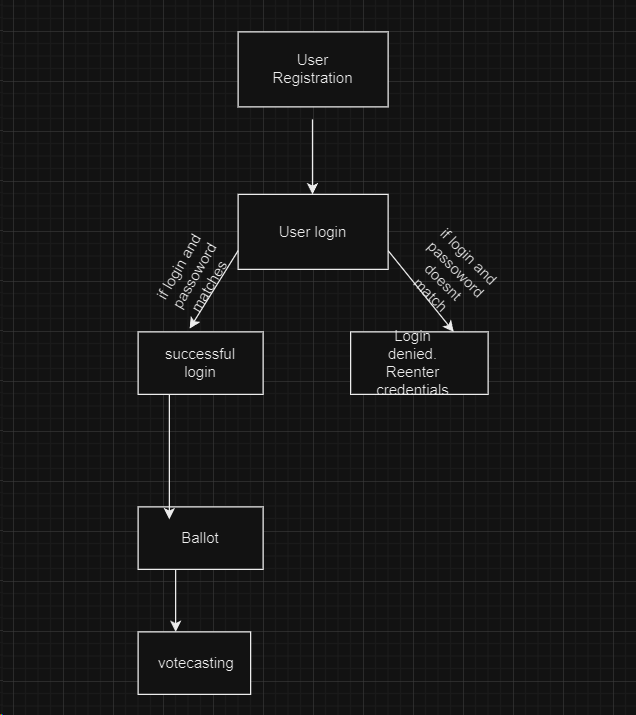 User
Registration
User login
if login and
passoword
matches
if login and
passoword
doesnt
match
successful
login
Login
denied.
Reenter
credentials
Ballot
votecasting